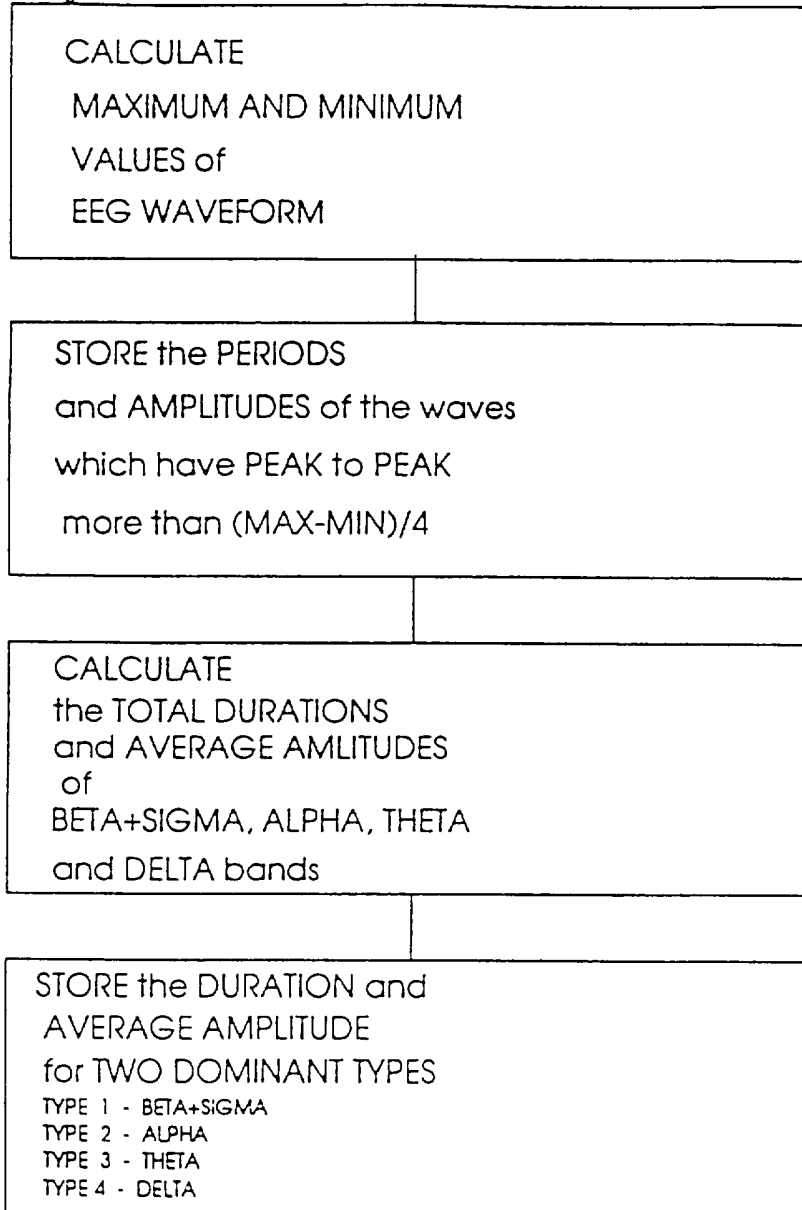 CALCULATE
MAXIMUM AND MINIMUM
VALUES of
EEG WAVEFORM
STORE the PERIODS
and AMPLITUDES of the waves
which have PEAK to PEAK
more than (MAX-MIN)/4
CALCULATE
the TOTAL DURATIONS
and AVERAGE AMLITUDES
of
BETA+SIGMA, ALPHA, THETA
and DELTA bands
STORE the DURATION and
AVERAGE AMPLITUDE
for TWO DOMINANT TYPES
TYPE 1 - BETA+SIGMA
TYPE 2 - ALPHA
TYPE 3 - THETA
TYPE 4 - DELTA